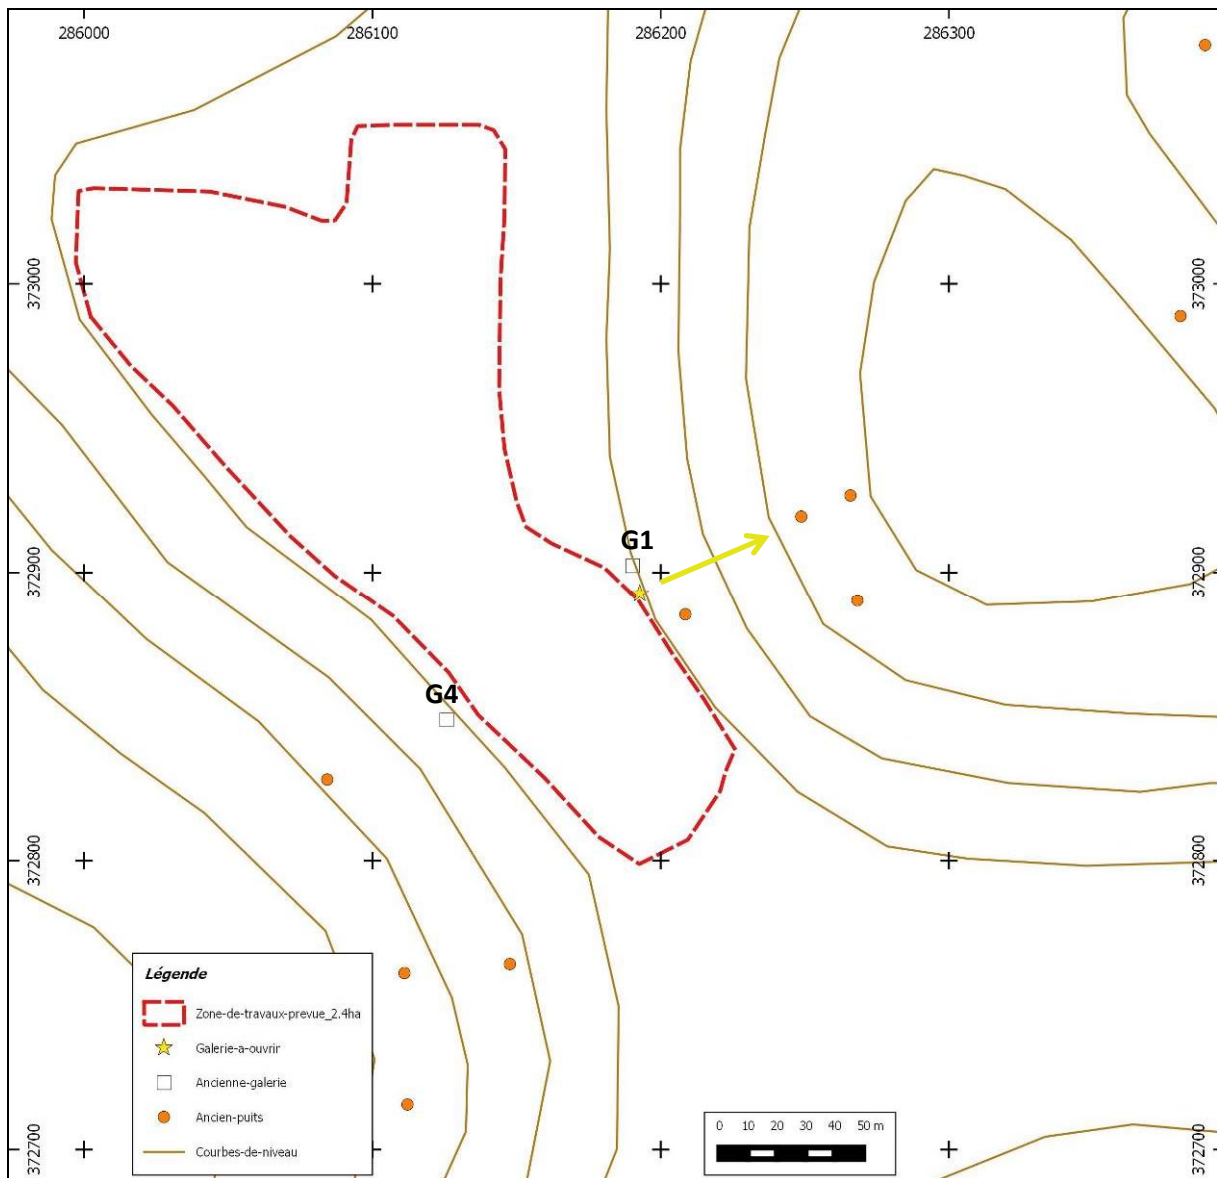 286000 286100 286200 286300
373000 373000
G1
372900 372900
G4
372800 372800
Légende
Zone-de-travaux-prevue_2.4ha
Galerie-a-ouvrir
Ancienne-galerie
Ancien-puits
Courbes-de-niveau
0 10 20 30 40 50 m
372700 372700